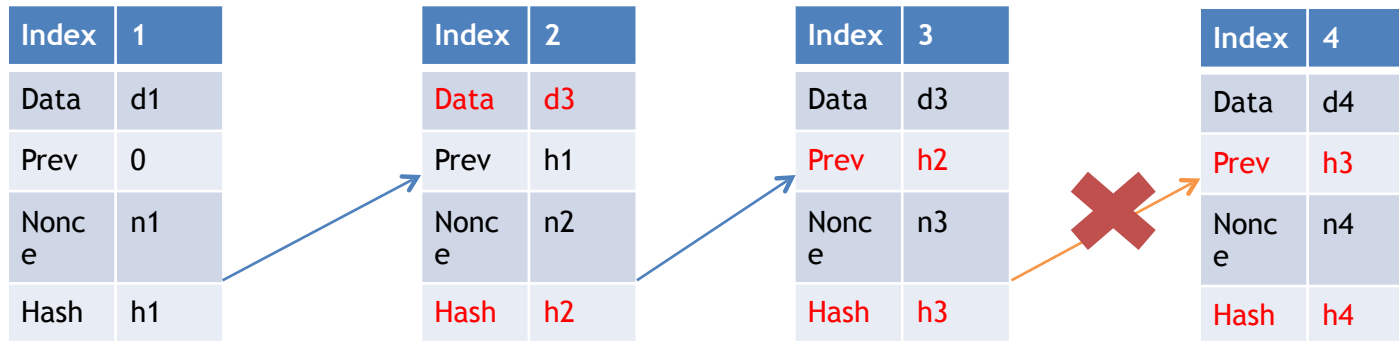 Index 1
Data d1
Prev 0
Nonc
e n1
Hash h1
Index 2
Data d3
Prev h1
Nonc
e n2
Hash h2
Index 3
Data d3
Prev h2
Nonc
e n3
Hash h3
Index 4
Data d4
Prev h3
Nonc
e n4
Hash h4